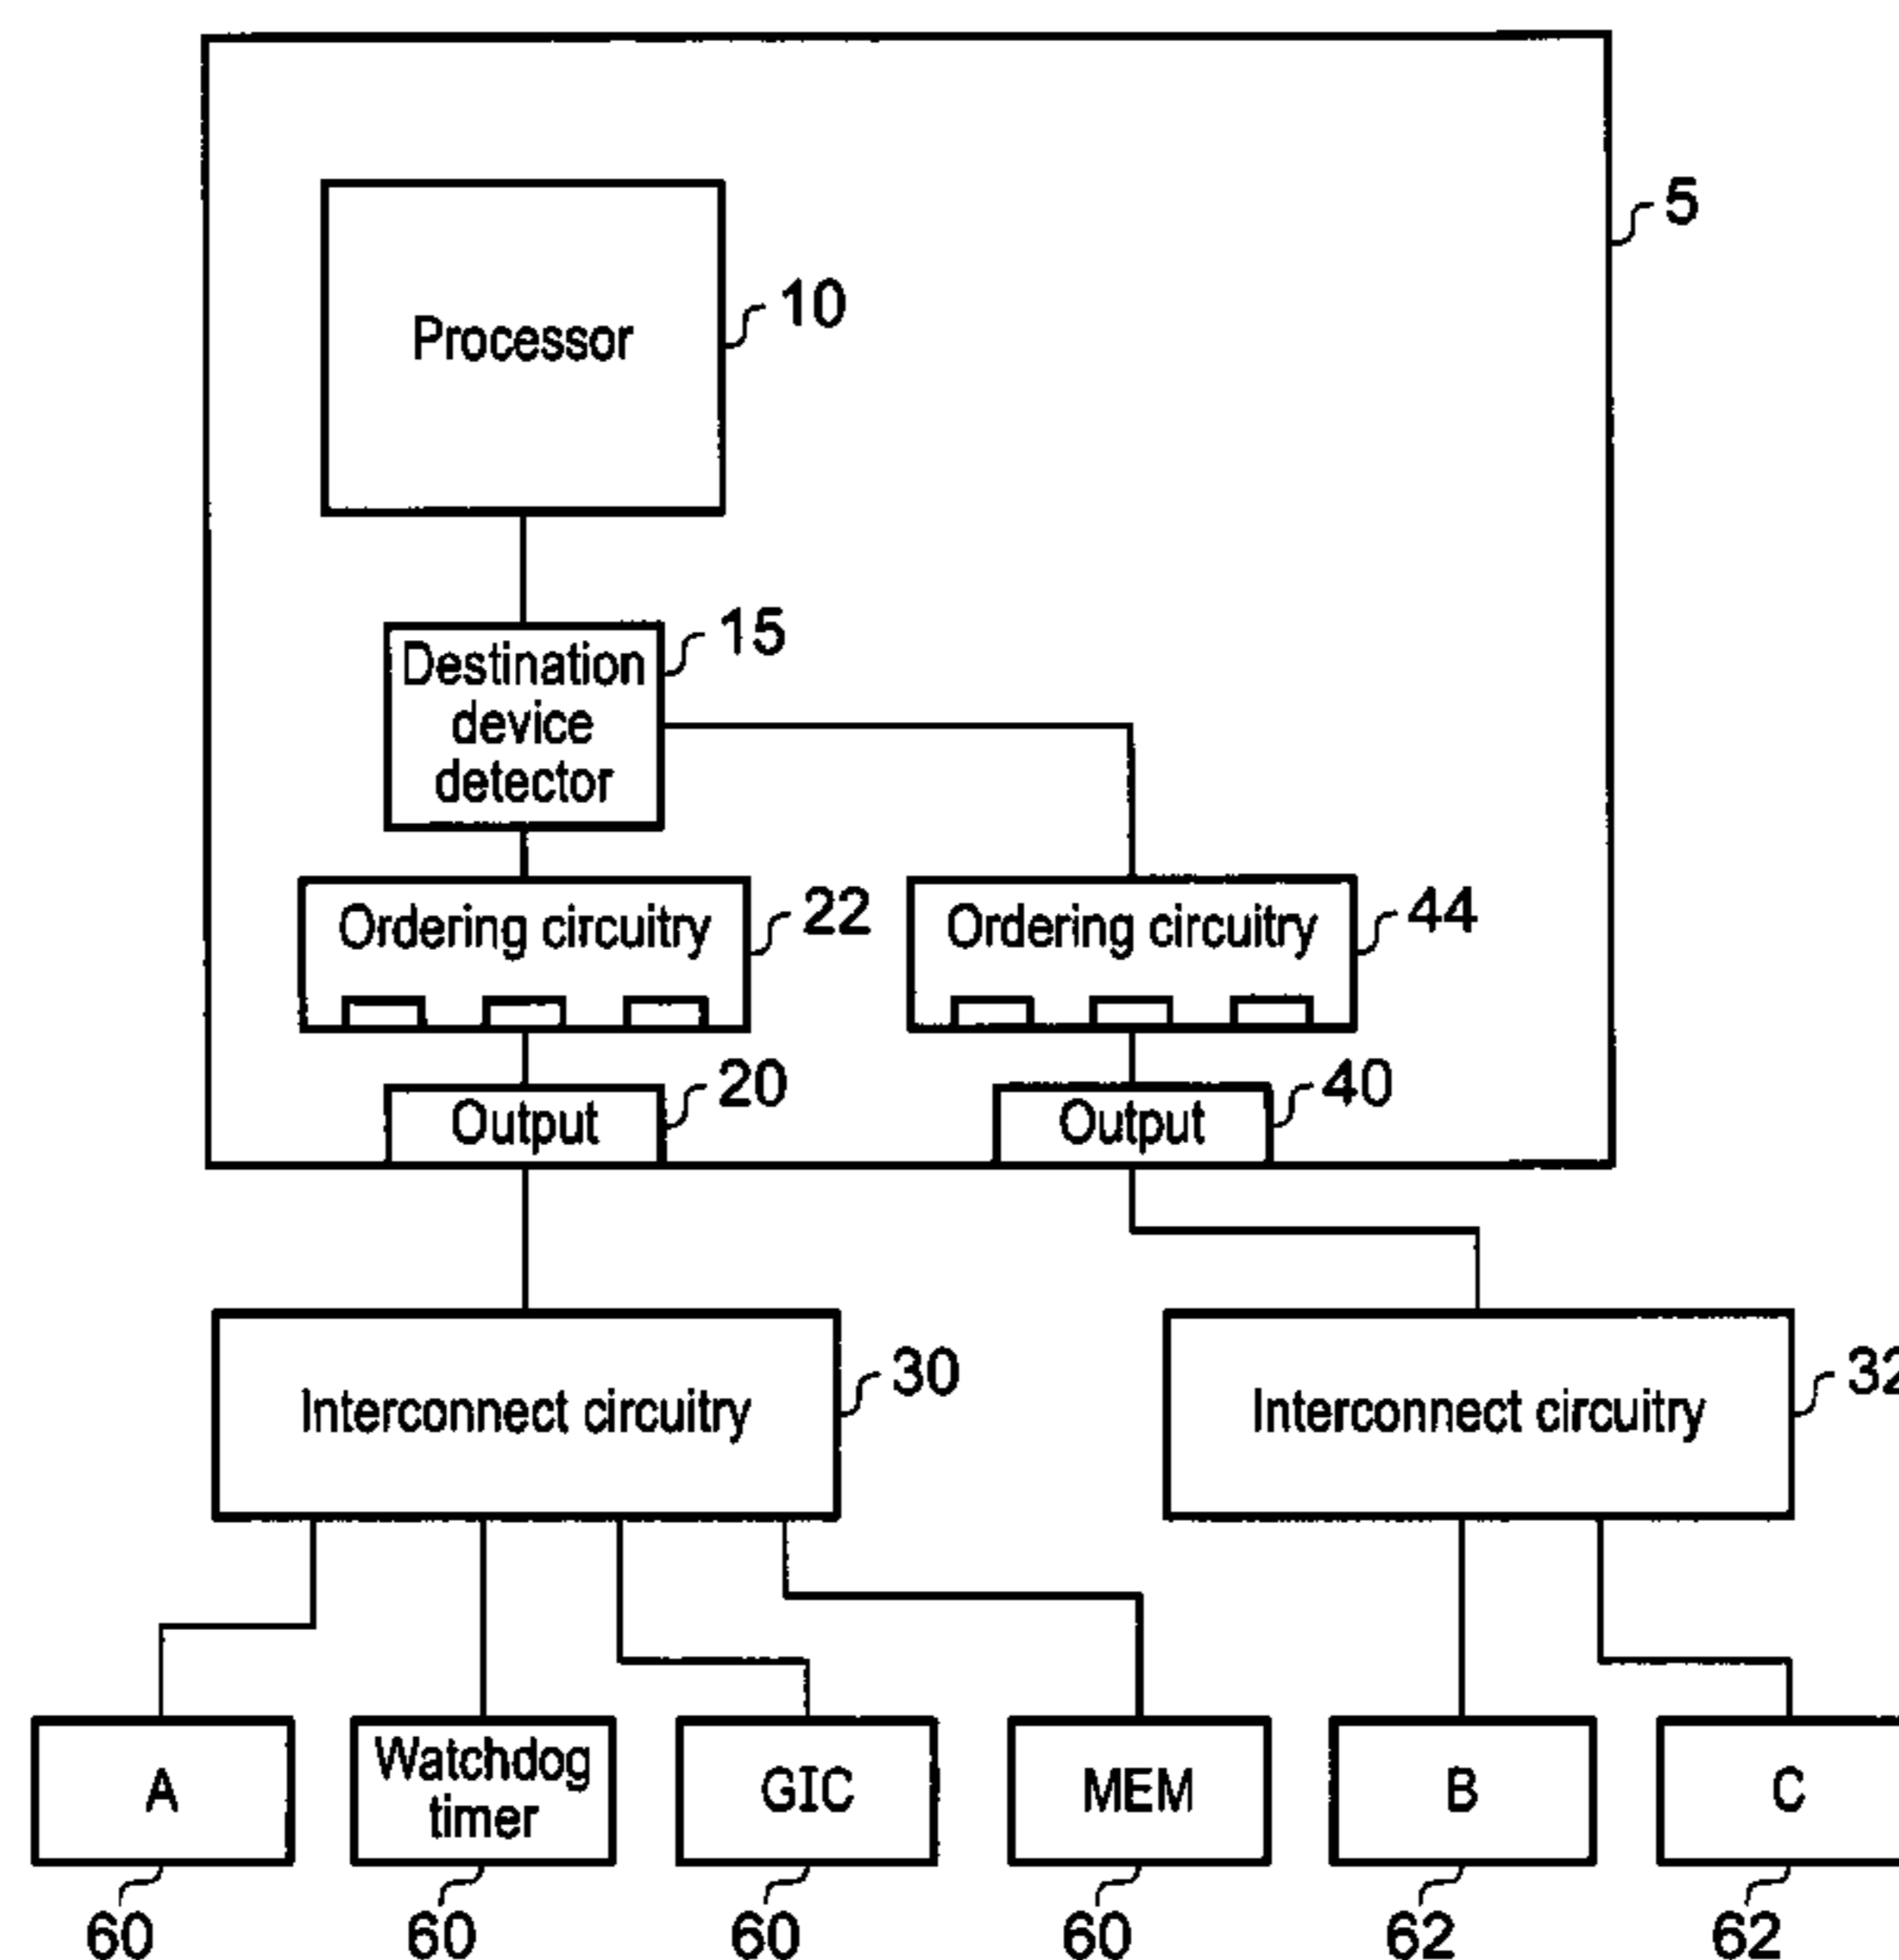 5
Processor
10
Destination
device
detector
15
Ordering circuitry
22
Ordering circuitry
44
Output
20
Output
40
Interconnect circuitry
30
Interconnect circuitry
32
A
Watchdog
timer
GIC
MEM
B
C
60
60
60
60
62
62